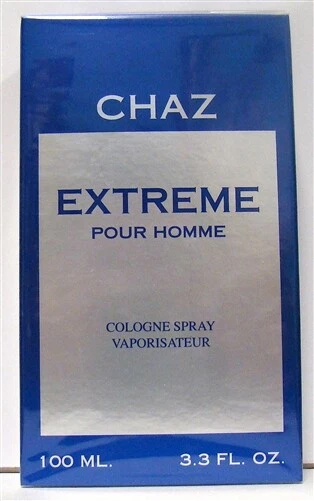 CHAZ
EXTREME
POUR HOMME
COLOGNE SPRAY
VAPORISATEUR
100 ML. 3.3 FL. OZ.